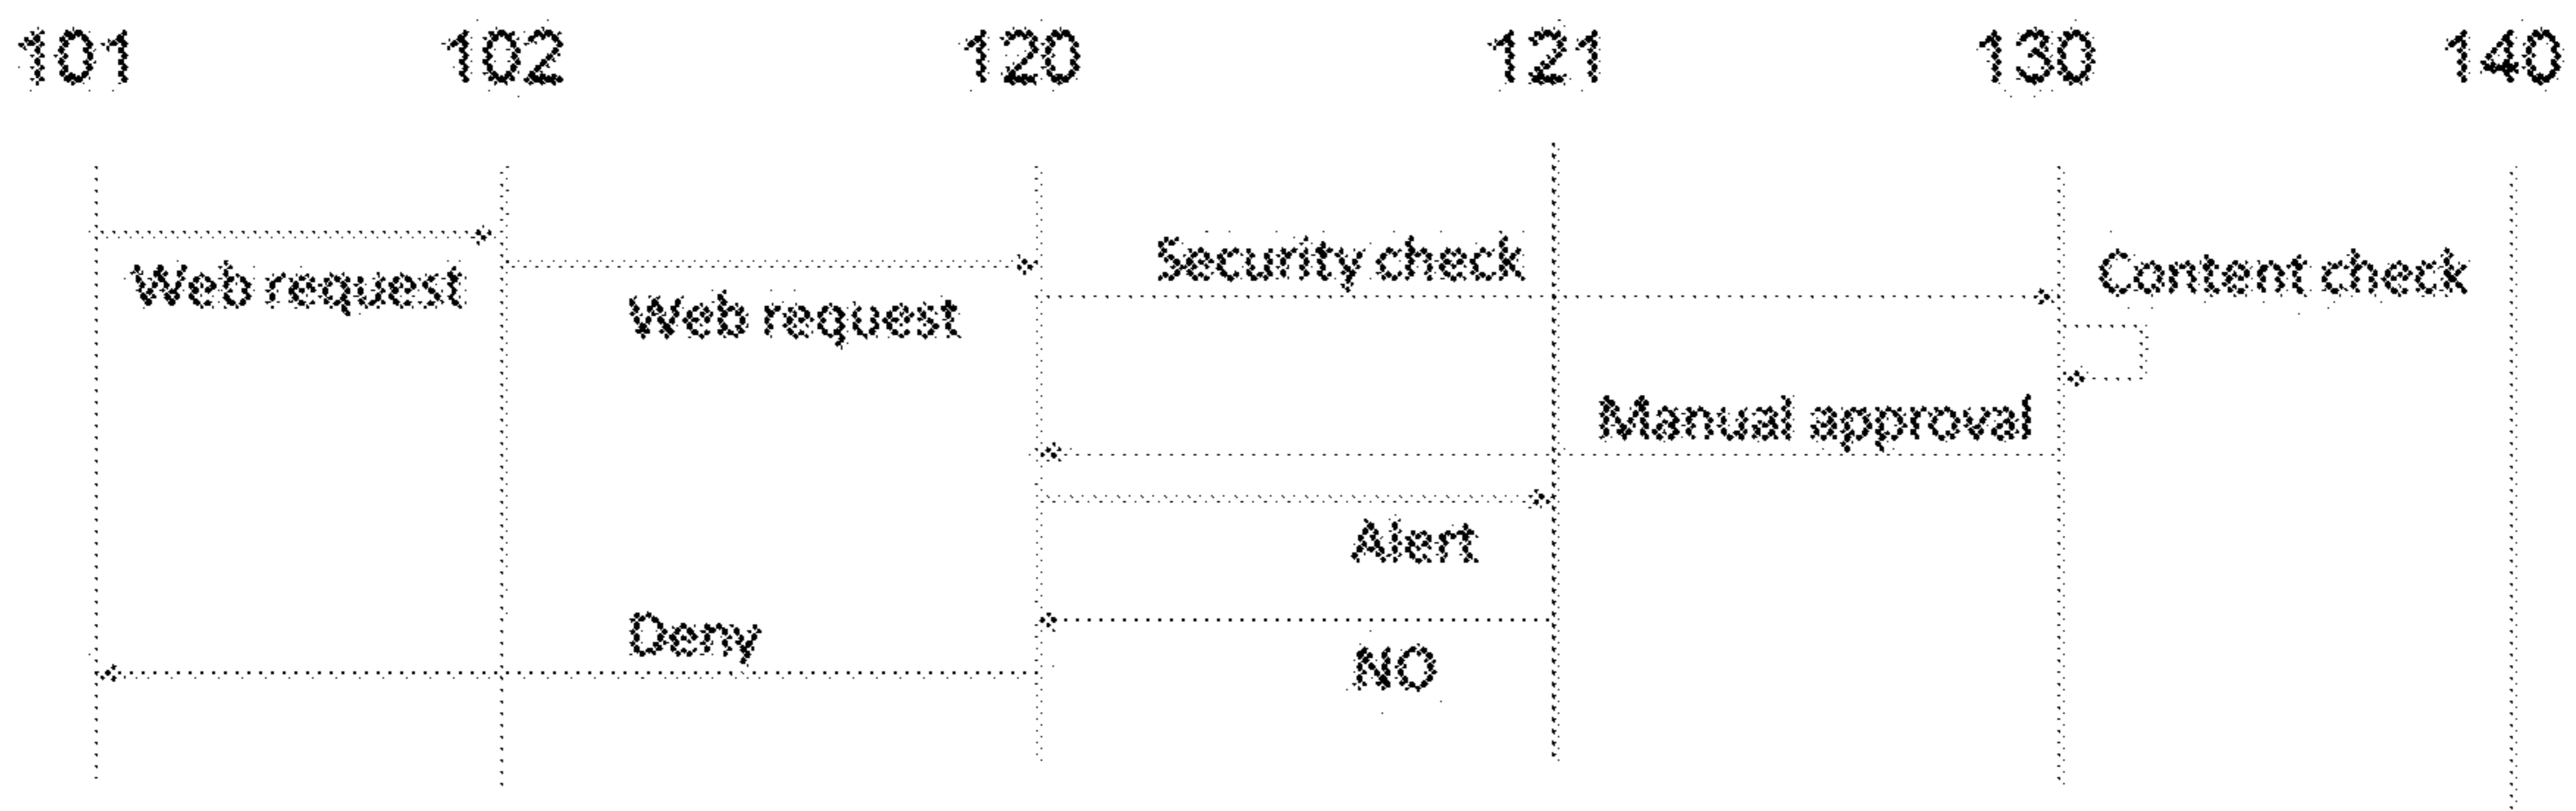 101 102 120 121 130 140
Security check
Content check
Web request
Web request
Manual approval
Alert
Deny
NO